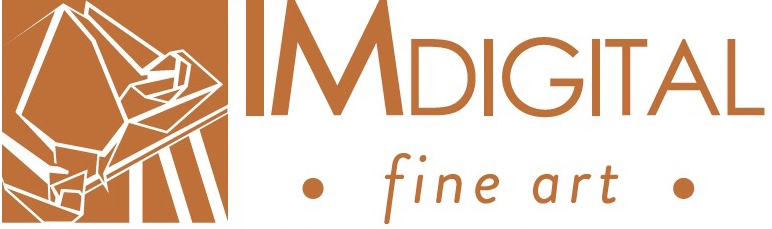 IMDIGITAL
• fine art •